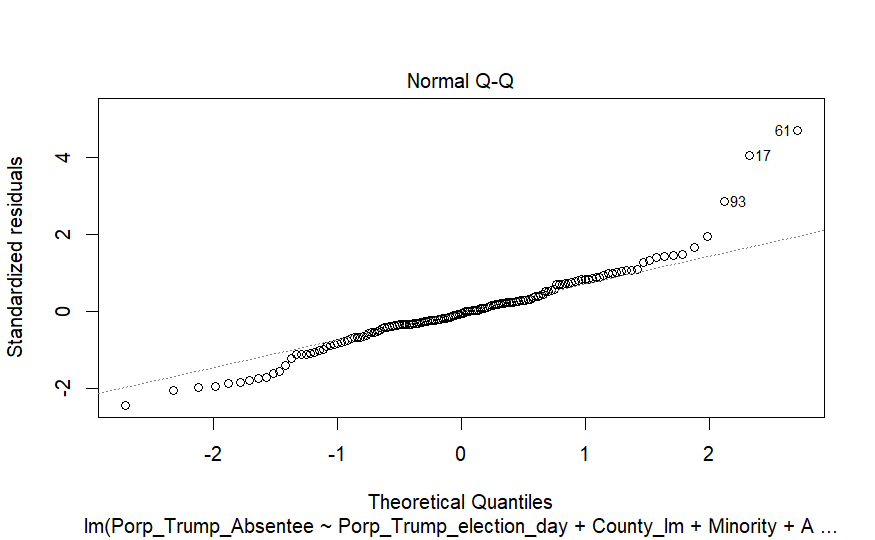 Normal Q-Q
61
17
93
Standardized residuals
4
2
0
-2
-2 -1 0 1 2
Theoretical Quantiles
lm(Porp_Trump_Absentee ~ Porp_Trump_election_day + County_lm + Minority + A ...